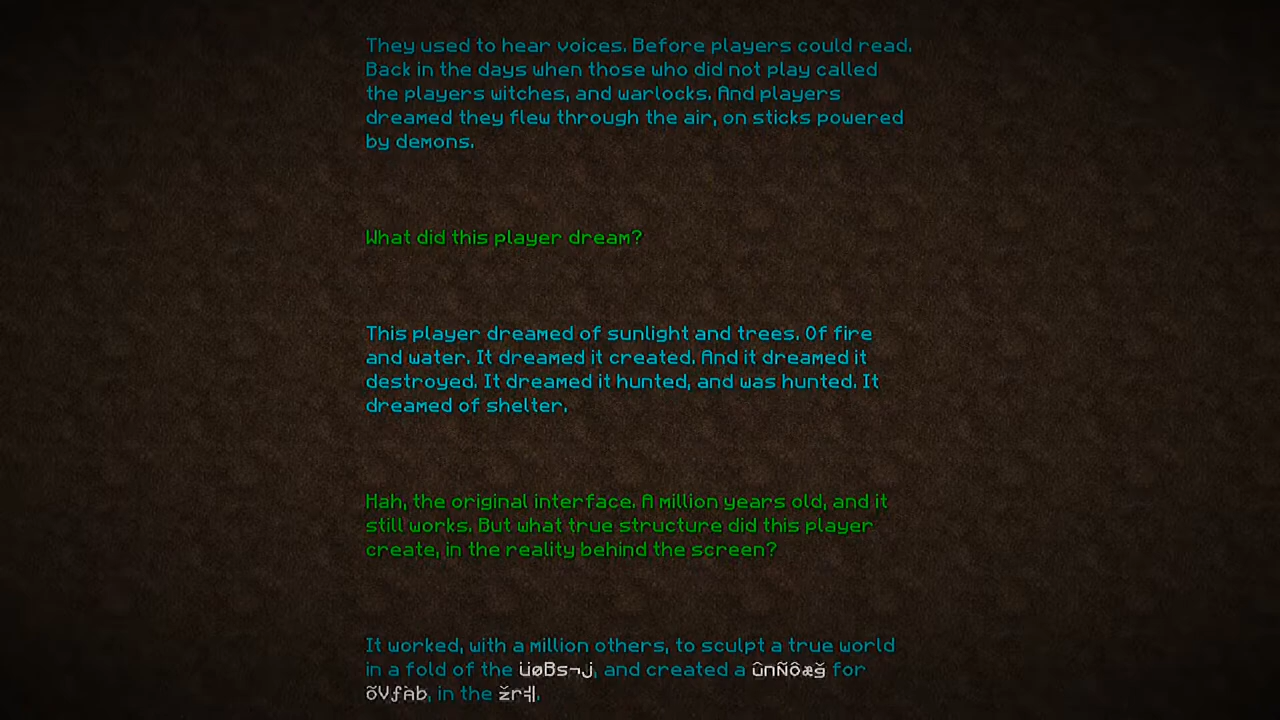 They used to hear voices. Before players could read.
Back in the days when those who did not play called
the players witches, and warlocks. And players
dreamed they flew through the air, on sticks powered
by demons.
What did this player dream?
This player dreamed of sunlight and trees. Of fire
and water. It dreamed it created. And it dreamed it
destroyed. It dreamed it hunted, and was hunted. It
dreamed of shelter.
Hah, the original interface. A million years old, and it
still works. But what true structure did this player
create, in the reality behind the screen?
It worked, with a million others, to sculpt a true world
in a fold of the üøBs¬j, and created a ûnÑôæğ for
õVƒÀb, in the žr╣.